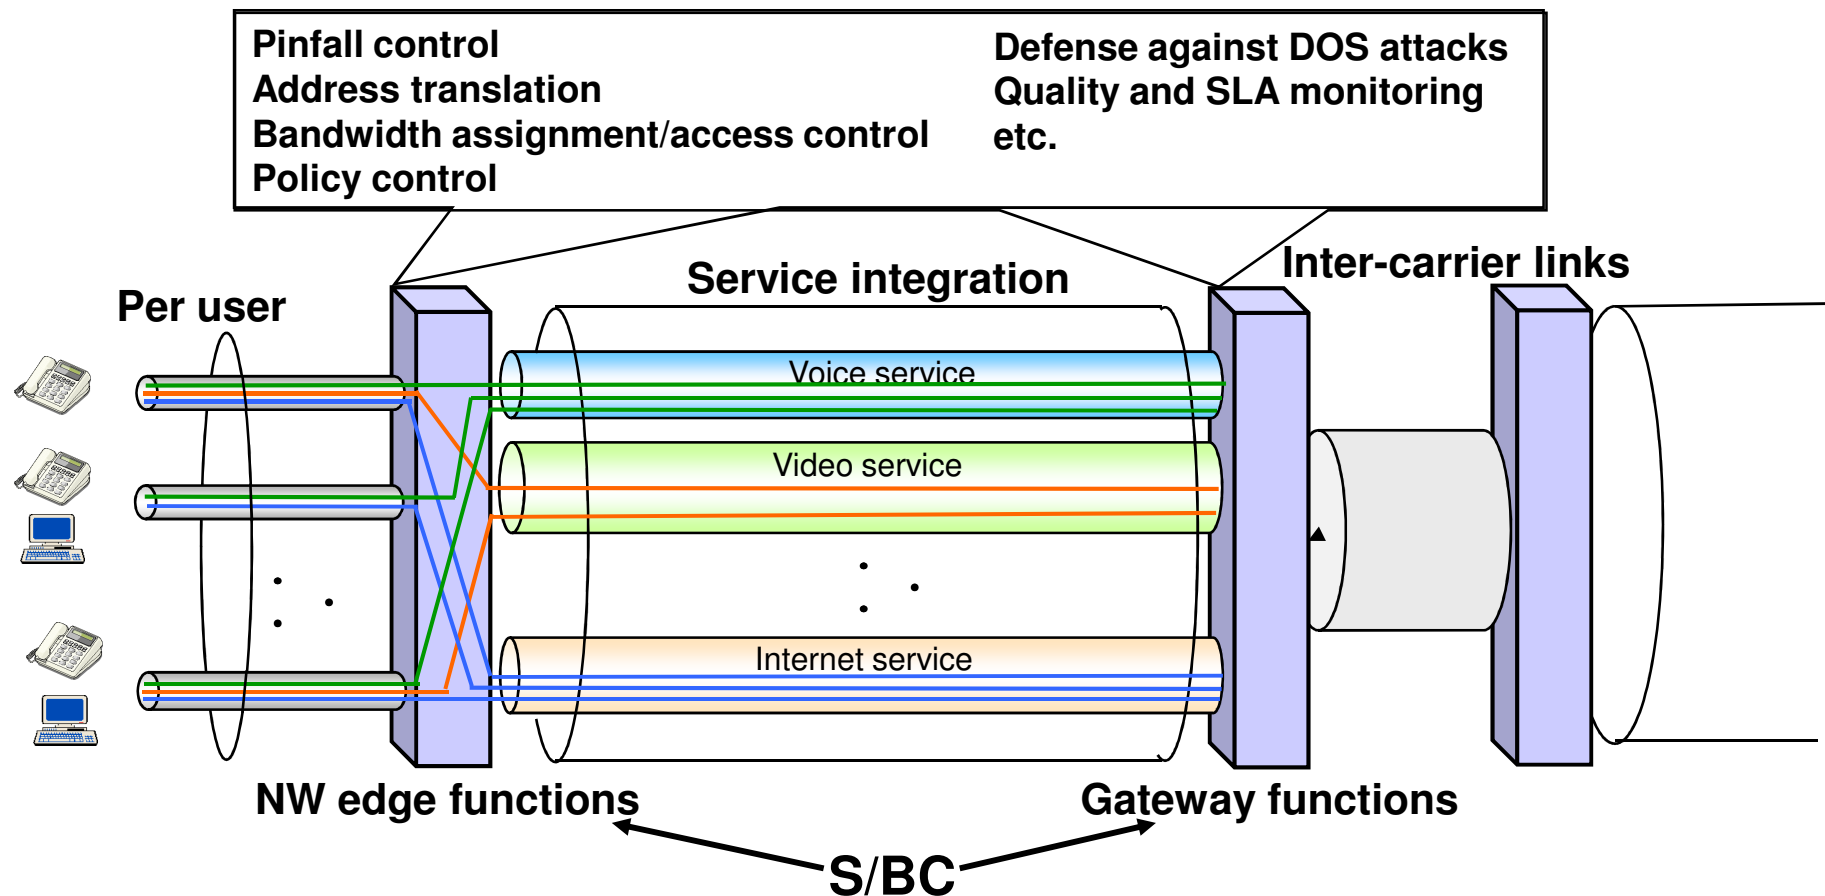 Pinfall control
Address translation
Bandwidth assignment/access control
Policy control
Defense against DOS attacks
Quality and SLA monitoring
etc.
Per user
Service integration
Inter-carrier links
Voice service
Video service
Internet service
NW edge functions
Gateway functions
S/BC